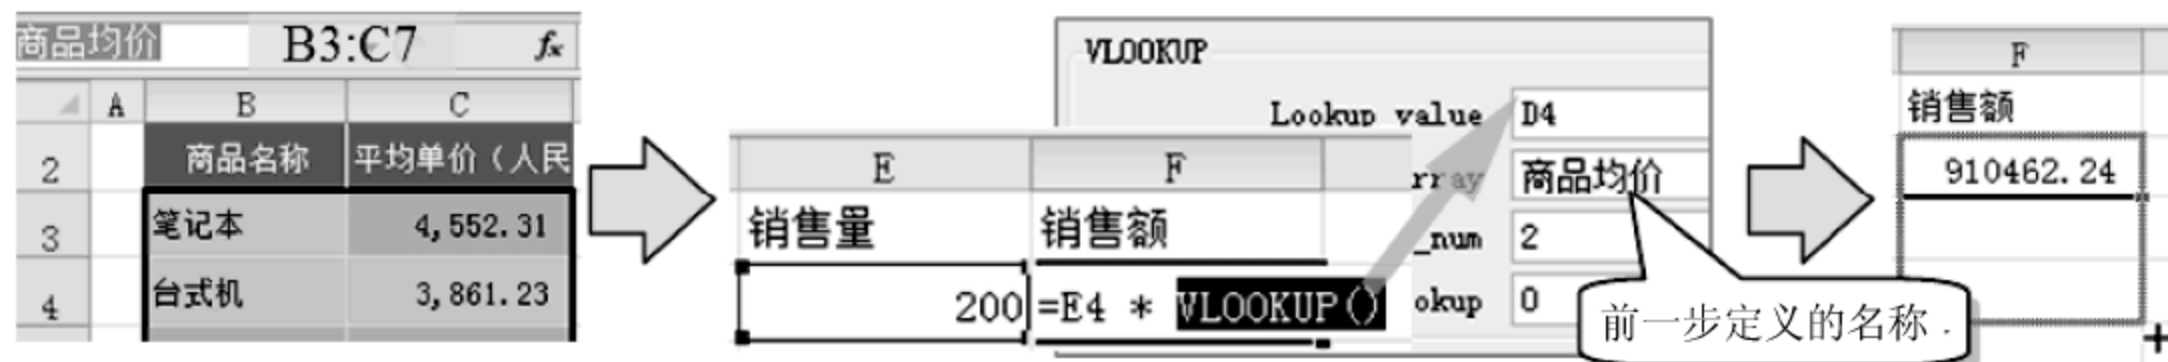 商品均价 B3:C7 fx
A B C
2 商品名称 平均单价（人民
3 笔记本 4,552.31
4 台式机 3,861.23
VLOOKUP
Lookup value D4
rray 商品均价
_num 2
okup 0
E F
销售量 销售额
200 =E4 * VLOOKUP()
前一步定义的名称．
F
销售额
910462.24